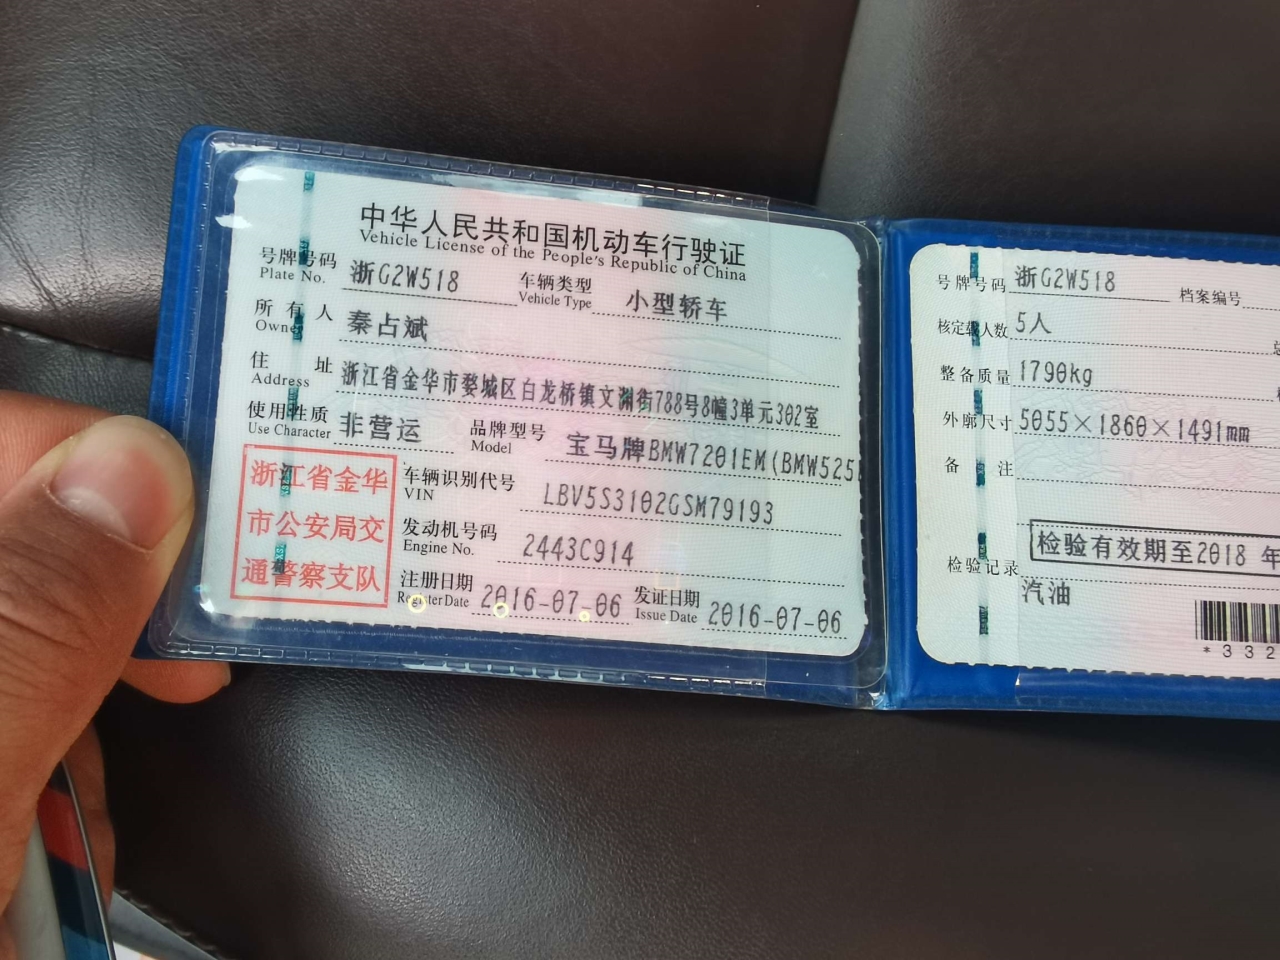 中华人民共和国机动车行驶证
Vehicle License of the People's Republic of China
号牌号码 浙G2W518 车辆类型 小型轿车
Plate No. Vehicle Type
所有人 秦占斌
Owner
住址 浙江省金华市婺城区白龙桥镇文渊街788号8幢3单元302室
Address
使用性质 非营运 品牌型号 宝马牌BMW7201EM(BMW525
Use Character Model
浙江省金华
市公安局交
通警察支队
车辆识别代号 LBV5S3102GSM79193
VIN
发动机号码 2443C914
Engine No.
注册日期 2016-07-06 发证日期 2016-07-06
Register Date Issue Date
号牌号码 浙G2W518 档案编号
核定载人数 5人
整备质量 1790kg
外廓尺寸 5055×1860×1491mm
备注
检验有效期至2018 年
检验记录
汽油
*332